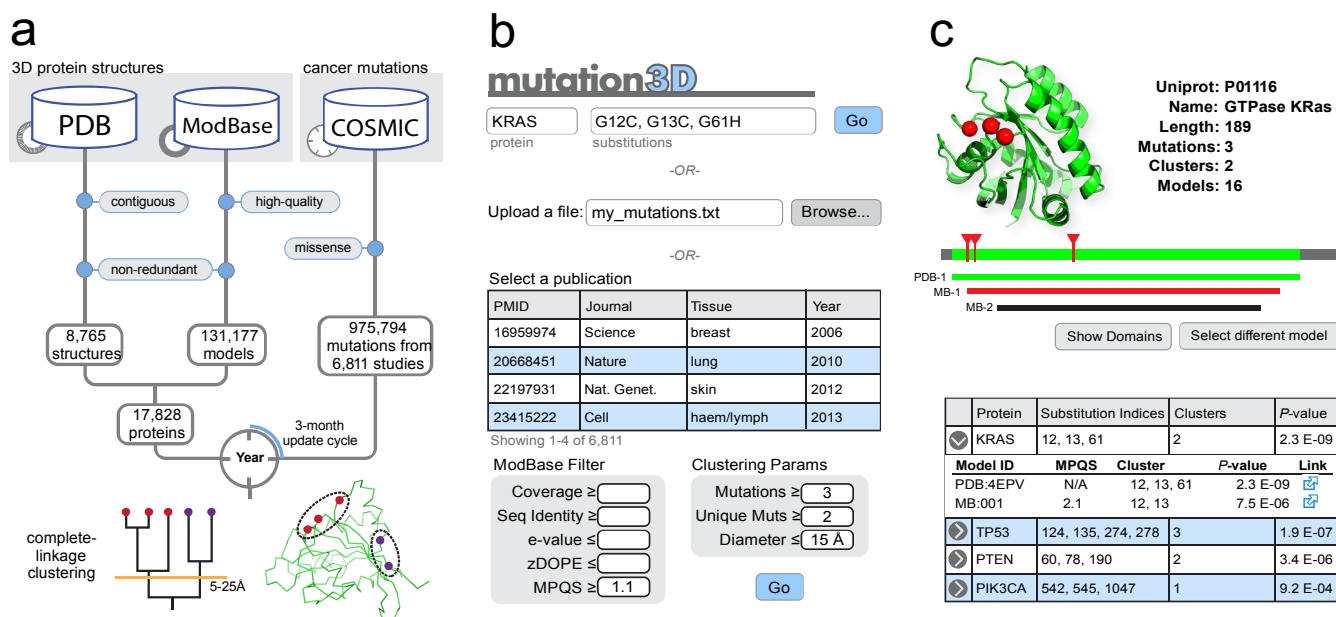 a
3D protein structures
cancer mutations
PDB
ModBase
COSMIC
contiguous
high-quality
missense
non-redundant
8,765
structures
131,177
models
975,794
mutations from
6,811 studies
17,828
proteins
3-month
update cycle
Year
complete-
linkage
clustering
5-25Å
b
mutation3D
KRAS
G12C, G13C, G61H
Go
protein
substitutions
-OR-
Upload a file:
my_mutations.txt
Browse...
-OR-
Select a publication
PMID Journal Tissue Year
16959974 Science breast 2006
20668451 Nature lung 2010
22197931 Nat. Genet. skin 2012
23415222 Cell haem/lymph 2013
Showing 1-4 of 6,811
ModBase Filter
Coverage ≥
Seq Identity ≥
e-value ≤
zDOPE ≤
MPQS ≥ 1.1
Clustering Params
Mutations ≥ 3
Unique Muts ≥ 2
Diameter ≤ 15 Å
Go
c
Uniprot: P01116
Name: GTPase KRas
Length: 189
Mutations: 3
Clusters: 2
Models: 16
PDB-1
MB-1
MB-2
Show Domains
Select different model
Protein Substitution Indices Clusters P-value
KRAS 12, 13, 61 2 2.3 E-09
Model ID MPQS Cluster P-value Link
PDB:4EPV N/A 12, 13, 61 2.3 E-09
MB:001 2.1 12, 13 7.5 E-06
TP53 124, 135, 274, 278 3 1.9 E-07
PTEN 60, 78, 190 2 3.4 E-06
PIK3CA 542, 545, 1047 1 9.2 E-04